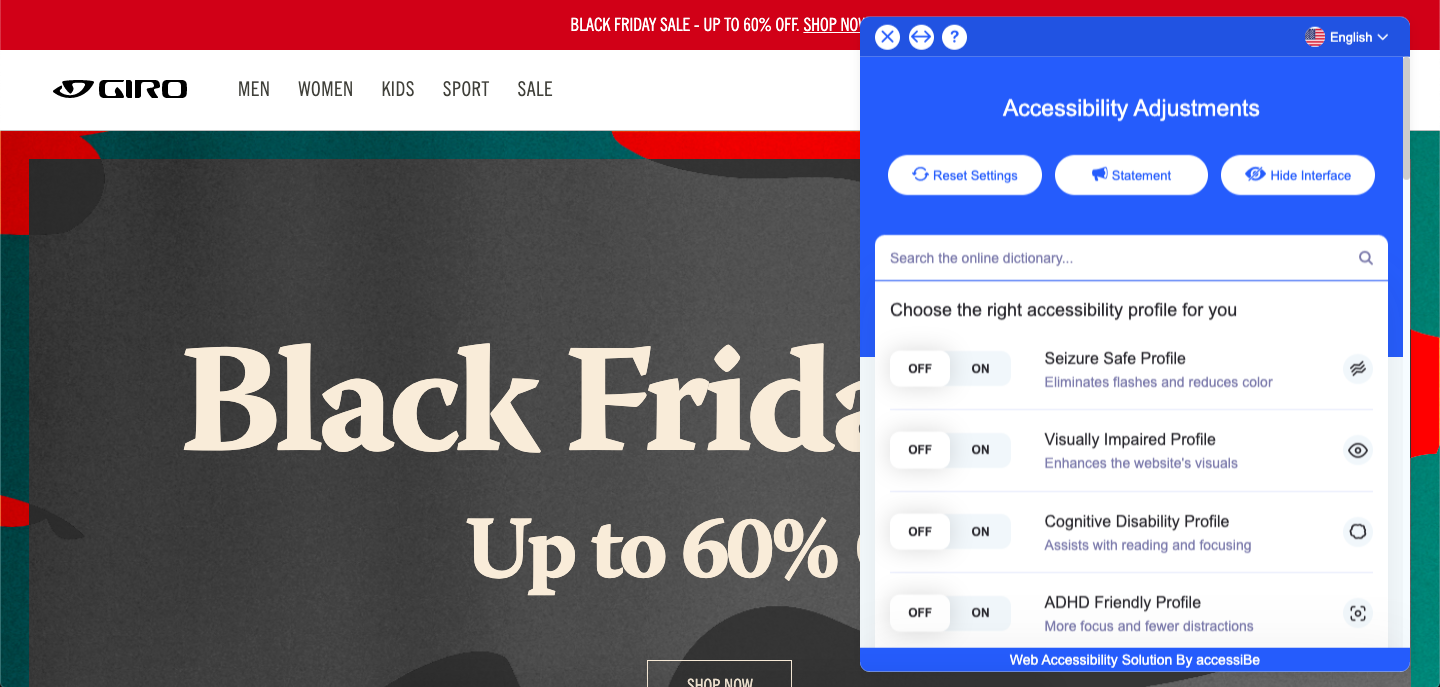 BLACK FRIDAY SALE - UP TO 60% OFF. SHOP NOW
GIRO
MEN
WOMEN
KIDS
SPORT
SALE
Black Frida
Up to 60%
SHOP NOW
?
English
Accessibility Adjustments
Reset Settings
Statement
Hide Interface
Search the online dictionary...
Choose the right accessibility profile for you
OFF ON Seizure Safe Profile
Eliminates flashes and reduces color
OFF ON Visually Impaired Profile
Enhances the website's visuals
OFF ON Cognitive Disability Profile
Assists with reading and focusing
OFF ON ADHD Friendly Profile
More focus and fewer distractions
Web Accessibility Solution By accessiBe